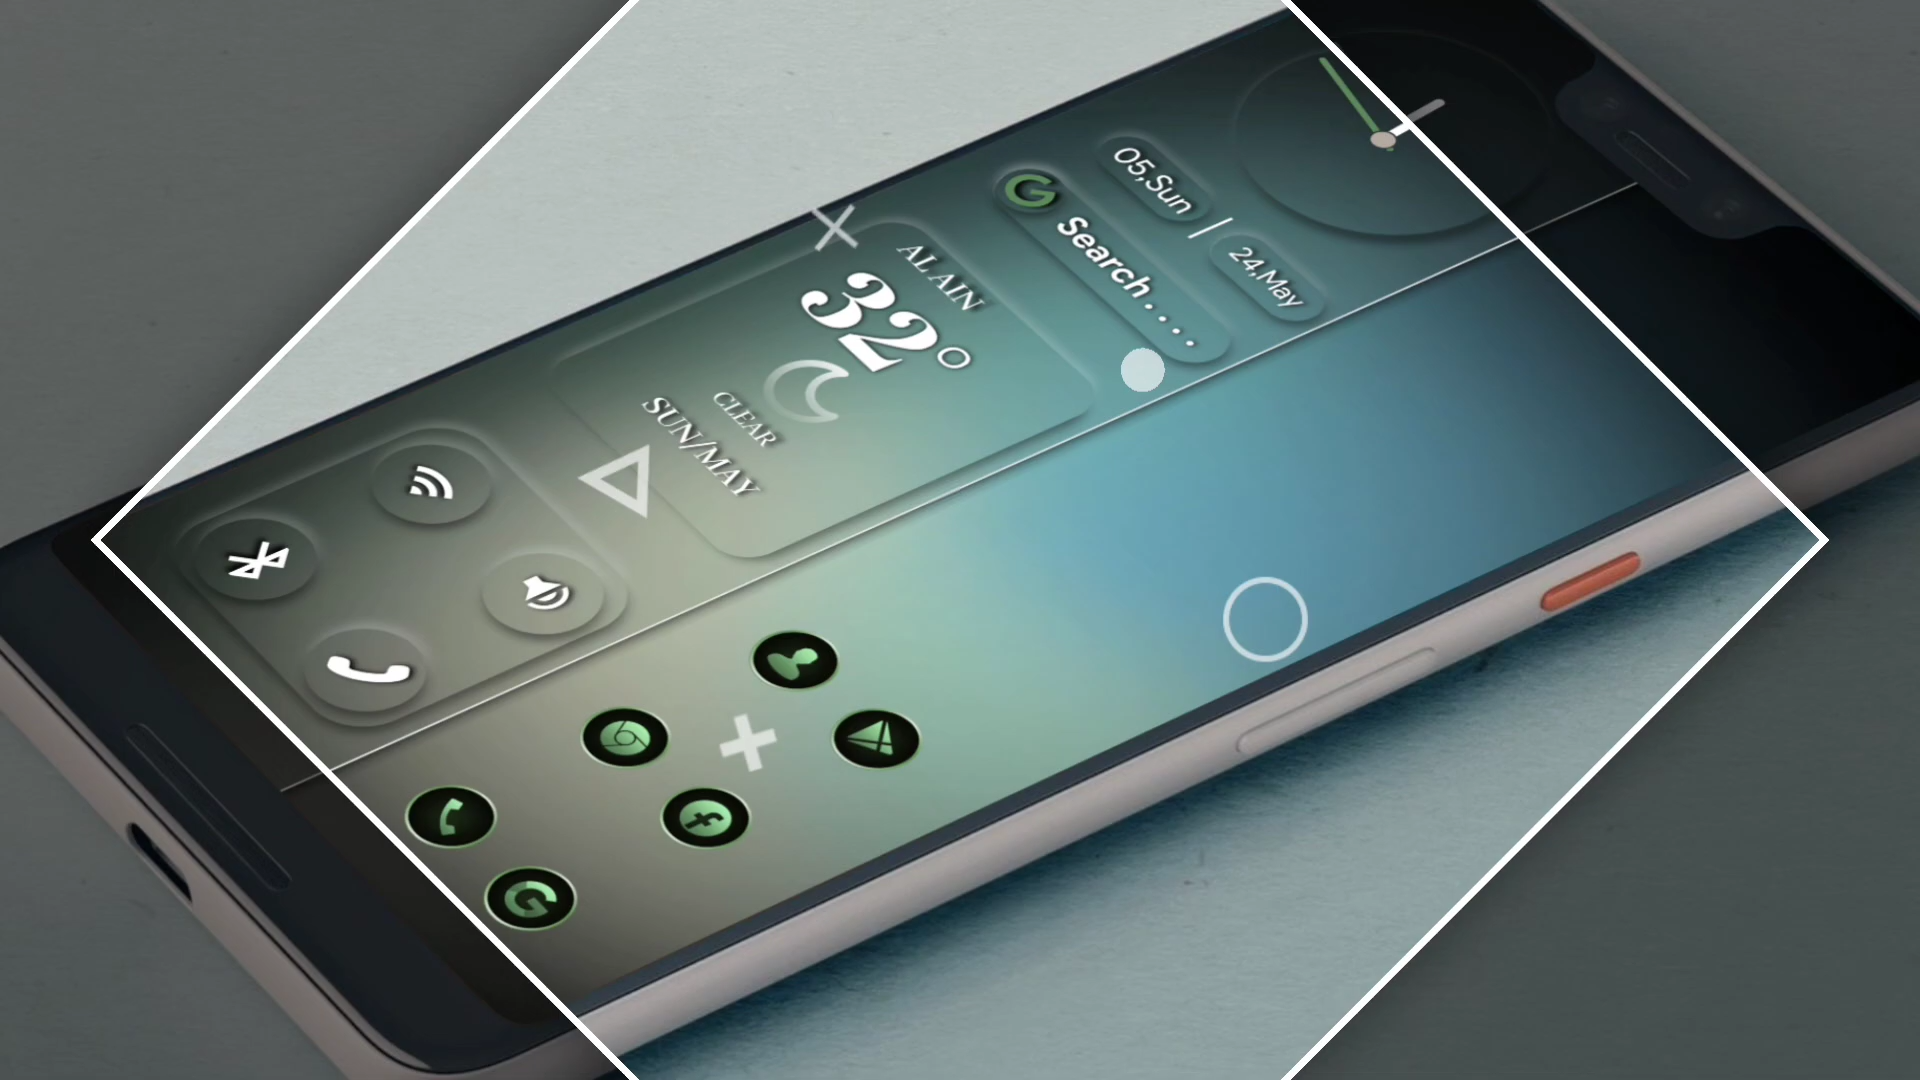 05,Sun | 24,May
G Search . . . .
AL AIN
32°
CLEAR
SUN/MAY